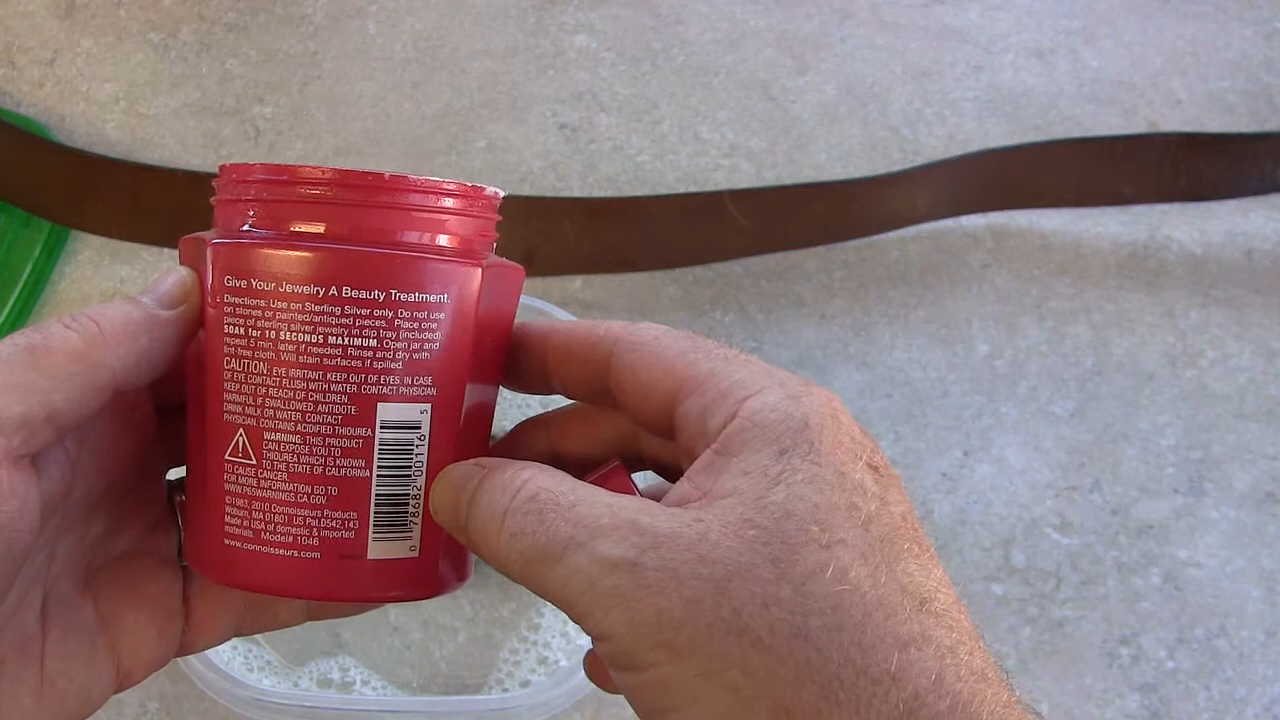 Give Your Jewelry A Beauty Treatment.
Directions: Use on Sterling Silver only. Do not use
on stones or painted/antiqued pieces. Place one
piece of sterling silver jewelry in dip tray (included).
SOAK for 10 SECONDS MAXIMUM. Open jar and
repeat 5 min. later if needed. Rinse and dry with
lint-free cloth. Will stain surfaces if spilled.
CAUTION: EYE IRRITANT. KEEP OUT OF EYES. IN CASE
OF EYE CONTACT FLUSH WITH WATER. CONTACT PHYSICIAN.
KEEP OUT OF REACH OF CHILDREN.
HARMFUL IF SWALLOWED: ANTIDOTE:
DRINK MILK OR WATER. CONTACT
PHYSICIAN. CONTAINS ACIDIFIED THIOUREA.
WARNING: THIS PRODUCT
CAN EXPOSE YOU TO
THIOUREA WHICH IS KNOWN
TO THE STATE OF CALIFORNIA
TO CAUSE CANCER.
FOR MORE INFORMATION GO TO
WWW.P65WARNINGS.CA.GOV.
©1983, 2010 Connoisseurs Products
Woburn, MA 01801 US Pat.D542,143
Made in USA of domestic & imported
materials. Model# 1046
www.connoisseurs.com
0 78682 00116 5